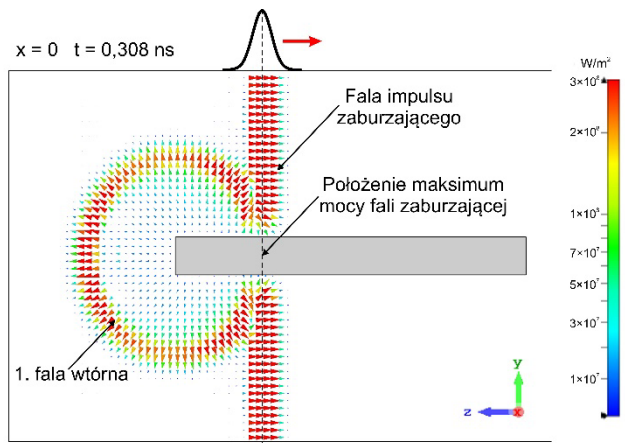 x = 0   t = 0,308 ns
W/m²
3×10⁸
2×10⁸
1×10⁸
7×10⁷
5×10⁷
3×10⁷
1×10⁷
Fala impulsu
zaburzającego
Położenie maksimum
mocy fali zaburzającej
1. fala wtórna
y
z
x